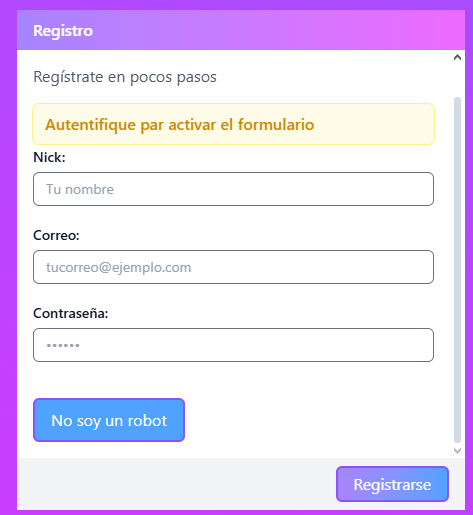 Registro
Regístrate en pocos pasos
Autentifique par activar el formulario
Nick:
Tu nombre
Correo:
tucorreo@ejemplo.com
Contraseña:
••••••
No soy un robot
Registrarse